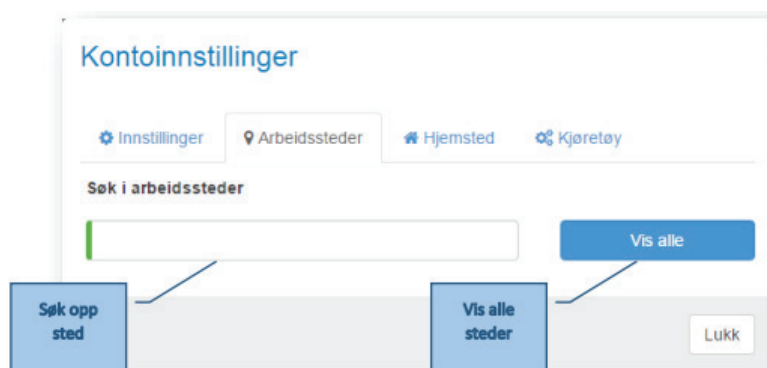 Kontoinnstillinger
Innstillinger Arbeidssteder Hjemsted Kjøretøy
Søk i arbeidssteder
Vis alle
Søk opp
sted
Vis alle
steder
Lukk